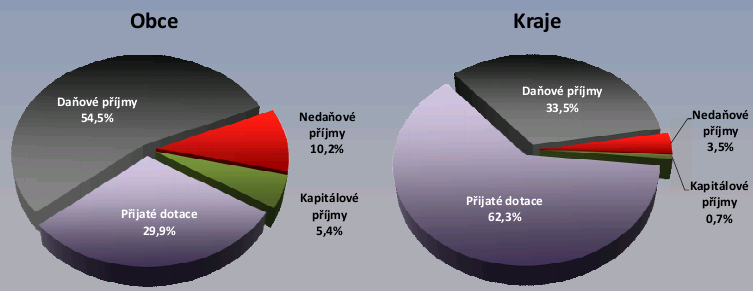 Obce
Daňové příjmy
54,5%
Nedaňové
příjmy
10,2%
Kapitálové
příjmy
5,4%
Přijaté dotace
29,9%
Kraje
Daňové příjmy
33,5%
Nedaňové
příjmy
3,5%
Kapitálové
příjmy
0,7%
Přijaté dotace
62,3%